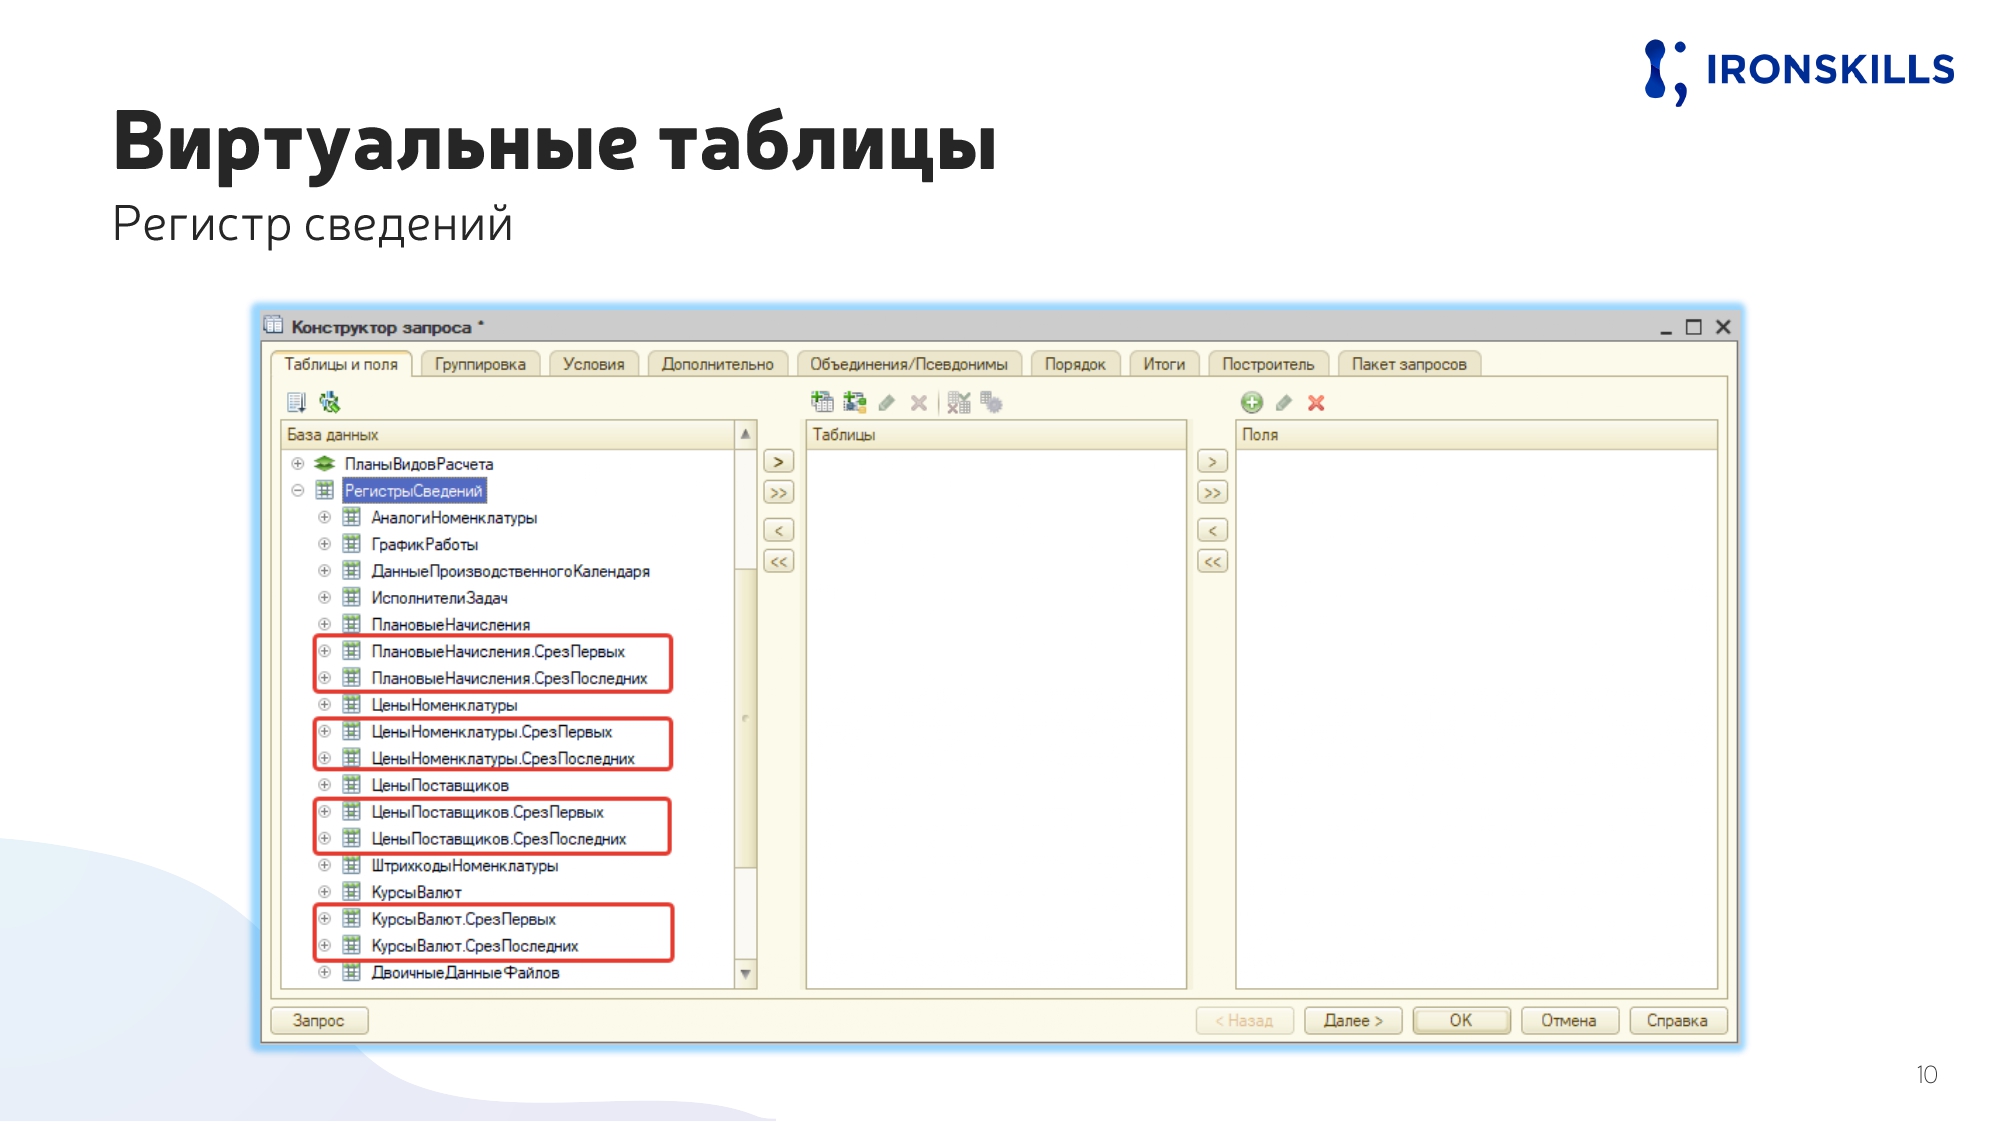 IRONSKILLS
Виртуальные таблицы
Регистр сведений
Конструктор запроса *
Таблицы и поля
Группировка
Условия
Дополнительно
Объединения/Псевдонимы
Порядок
Итоги
Построитель
Пакет запросов
База данных
Таблицы
Поля
ПланыВидовРасчета
РегистрыСведений
АналогиНоменклатуры
ГрафикРаботы
ДанныеПроизводственногоКалендаря
ИсполнителиЗадач
ПлановыеНачисления
ПлановыеНачисления.СрезПервых
ПлановыеНачисления.СрезПоследних
ЦеныНоменклатуры
ЦеныНоменклатуры.СрезПервых
ЦеныНоменклатуры.СрезПоследних
ЦеныПоставщиков
ЦеныПоставщиков.СрезПервых
ЦеныПоставщиков.СрезПоследних
ШтрихкодыНоменклатуры
КурсыВалют
КурсыВалют.СрезПервых
КурсыВалют.СрезПоследних
ДвоичныеДанныеФайлов
>
>>
<
<<
>
>>
<
<<
Запрос
< Назад
Далее >
OK
Отмена
Справка
10